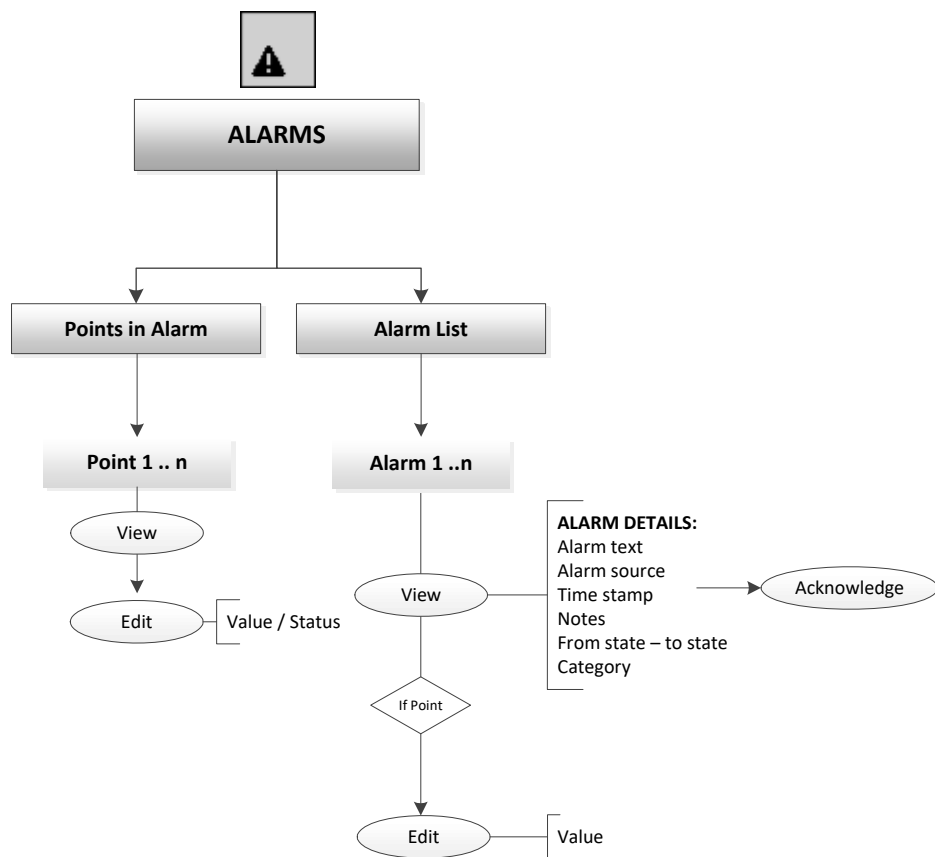 ALARMS
Points in Alarm
Alarm List
Point 1 .. n
Alarm 1 ..n
View
Edit
Value / Status
View
ALARM DETAILS:
Alarm text
Alarm source
Time stamp
Notes
From state – to state
Category
Acknowledge
If Point
Edit
Value